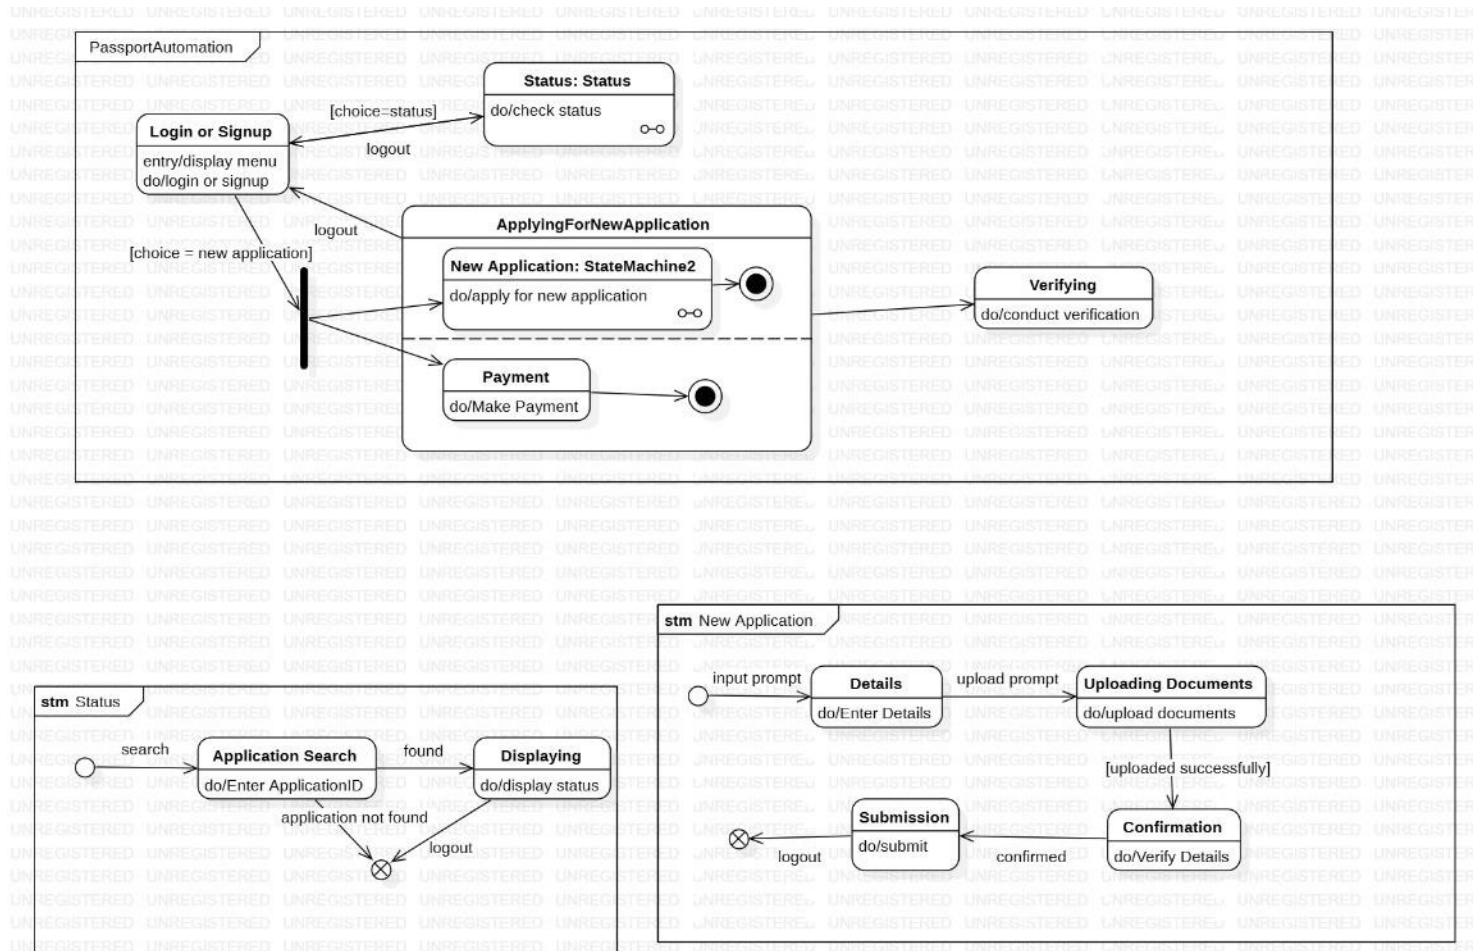 PassportAutomation
Status: Status
do/check status
[choice=status]
logout
Login or Signup
entry/display menu
do/login or signup
logout
[choice = new application]
ApplyingForNewApplication
New Application: StateMachine2
do/apply for new application
Payment
do/Make Payment
Verifying
do/conduct verification
stm New Application
input prompt
Details
do/Enter Details
upload prompt
Uploading Documents
do/upload documents
[uploaded successfully]
Confirmation
do/Verify Details
confirmed
Submission
do/submit
logout
stm Status
search
Application Search
do/Enter ApplicationID
found
Displaying
do/display status
application not found
logout
UNREGISTERED